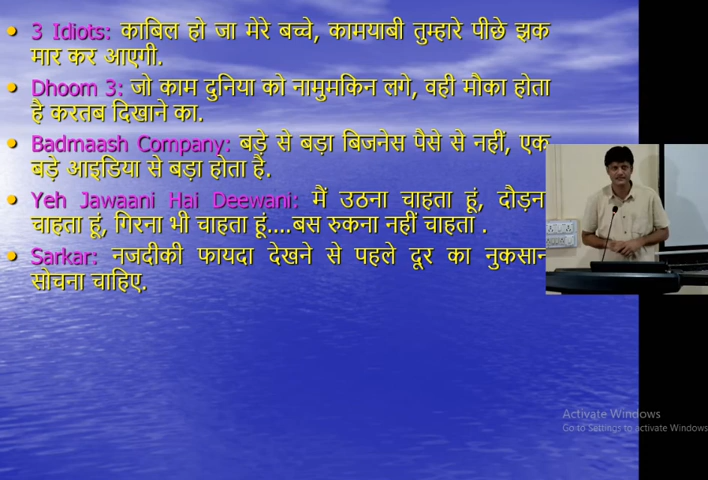 • 3 Idiots: काबिल हो जा मेरे बच्चे, कामयाबी तुम्हारे पीछे झक
मार कर आएगी.
• Dhoom 3: जो काम दुनिया को नामुमकिन लगे, वही मौका होता
है करतब दिखाने का.
• Badmaash Company: बड़े से बड़ा बिजनेस पैसे से नहीं, एक
बड़े आइडिया से बड़ा होता है.
• Yeh Jawaani Hai Deewani: मैं उठना चाहता हूं, दौड़न
चाहता हूं, गिरना भी चाहता हूं....बस रुकना नहीं चाहता .
• Sarkar: नजदीकी फायदा देखने से पहले दूर का नुकसान
सोचना चाहिए.
Activate Windows
Go to Settings to activate Windows